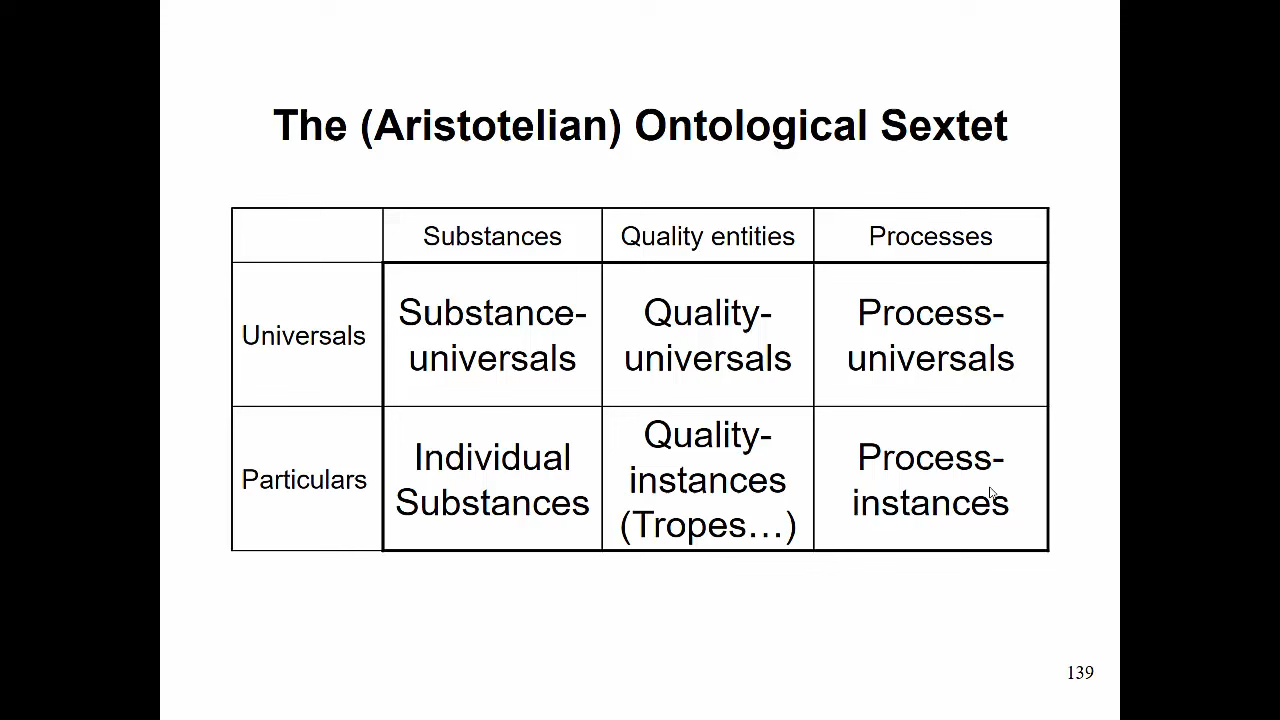 The (Aristotelian) Ontological Sextet
Substances
Quality entities
Processes
Universals
Substance-
universals
Quality-
universals
Process-
universals
Particulars
Individual
Substances
Quality-
instances
(Tropes…)
Process-
instances
139